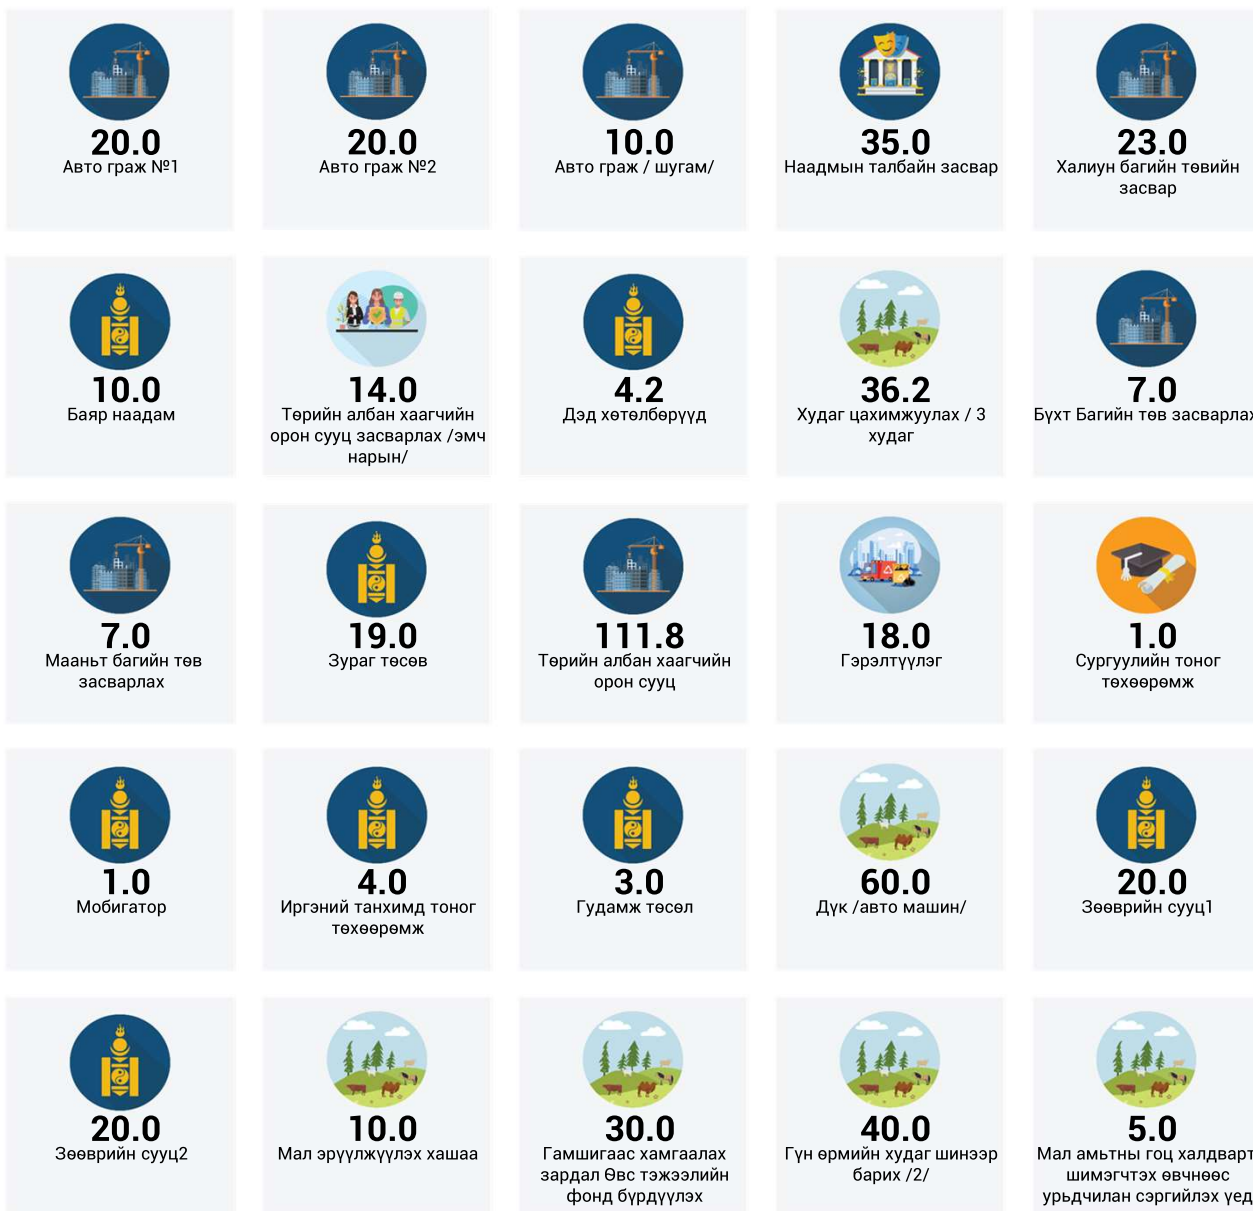 20.0
Авто граж №1
20.0
Авто граж №2
10.0
Авто граж / шугам/
35.0
Наадмын талбайн засвар
23.0
Халиун багийн төвийн
засвар
10.0
Баяр наадам
14.0
Төрийн албан хаагчийн
орон сууц засварлах /эмч
нарын/
4.2
Дэд хөтөлбөрүүд
36.2
Худаг цахимжуулах / 3
худаг
7.0
Бүхт Багийн төв засварлах
7.0
Мааньт багийн төв
засварлах
19.0
Зураг төсөв
111.8
Төрийн албан хаагчийн
орон сууц
18.0
Гэрэлтүүлэг
1.0
Сургуулийн тоног
төхөөрөмж
1.0
Мобигатор
4.0
Иргэний танхимд тоног
төхөөрөмж
3.0
Гудамж төсөл
60.0
Дүк /авто машин/
20.0
Зөөврийн сууц1
20.0
Зөөврийн сууц2
10.0
Мал эрүүлжүүлэх хашаа
30.0
Гамшигаас хамгаалах
зардал Өвс тэжээлийн
фонд бүрдүүлэх
40.0
Гүн өрмийн худаг шинээр
барих /2/
5.0
Мал амьтны гоц халдварт
шимэгчтэх өвчнөөс
урьдчилан сэргийлэх үед